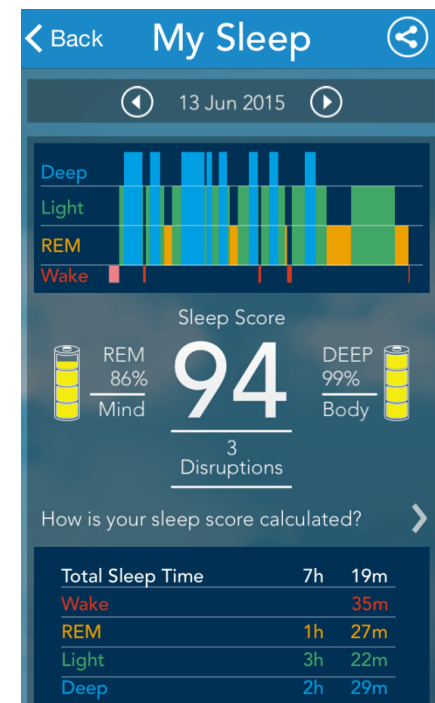 Back My Sleep
13 Jun 2015
Deep
Light
REM
Wake
Sleep Score
REM
86%
Mind
94
DEEP
99%
Body
3
Disruptions
How is your sleep score calculated?
Total Sleep Time 7h 19m
Wake 35m
REM 1h 27m
Light 3h 22m
Deep 2h 29m